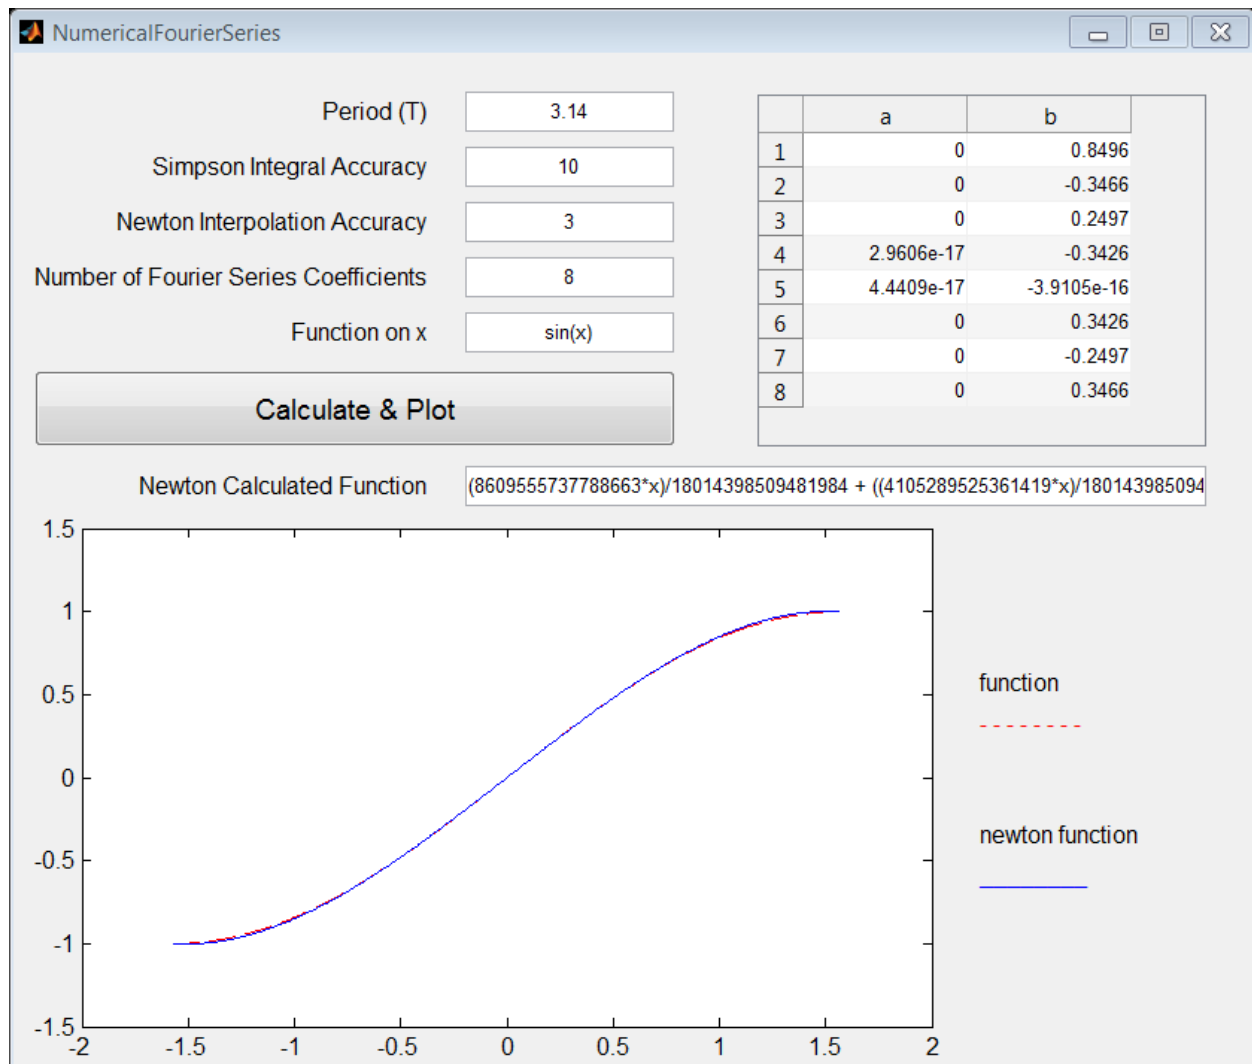 NumericalFourierSeries
Period (T) 3.14
Simpson Integral Accuracy 10
Newton Interpolation Accuracy 3
Number of Fourier Series Coefficients 8
Function on x sin(x)
Calculate & Plot
a b
1 0 0.8496
2 0 -0.3466
3 0 0.2497
4 2.9606e-17 -0.3426
5 4.4409e-17 -3.9105e-16
6 0 0.3426
7 0 -0.2497
8 0 0.3466
Newton Calculated Function (8609555737788663*x)/18014398509481984 + ((4105289525361419*x)/180143985094
1.5
1
0.5
0
-0.5
-1
-1.5
-2 -1.5 -1 -0.5 0 0.5 1 1.5 2
function
newton function